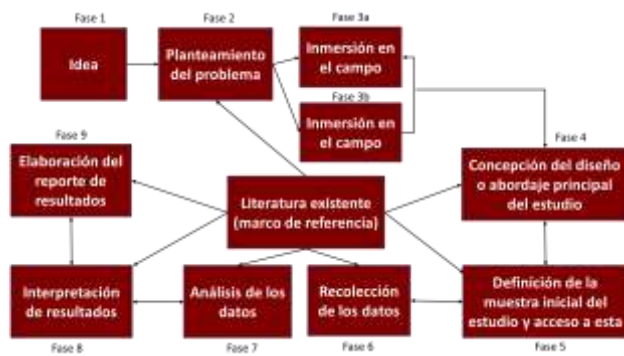 Fase 1
Idea
Fase 2
Planteamiento
del problema
Fase 3a
Inmersión en
el campo
Fase 3b
Inmersión en
el campo
Fase 4
Concepción del diseño
o abordaje principal
del estudio
Fase 9
Elaboración del
reporte de
resultados
Literatura existente
(marco de referencia)
Interpretación
de resultados
Fase 8
Análisis de los
datos
Fase 7
Recolección
de los datos
Fase 6
Definición de la
muestra inicial del
estudio y acceso a esta
Fase 5